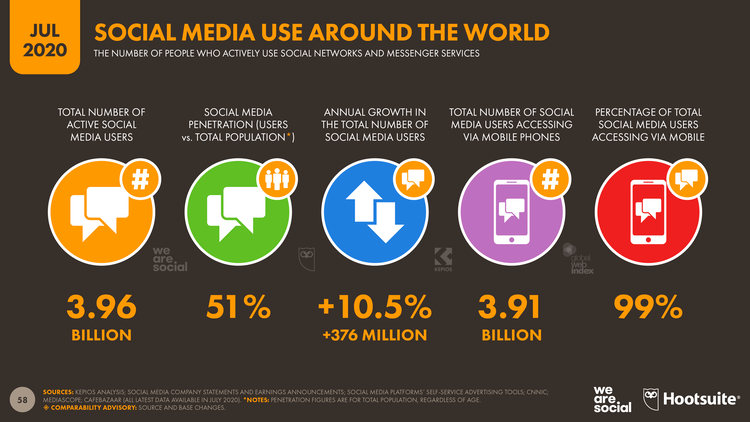 JUL
2020
SOCIAL MEDIA USE AROUND THE WORLD
THE NUMBER OF PEOPLE WHO ACTIVELY USE SOCIAL NETWORKS AND MESSENGER SERVICES
TOTAL NUMBER OF
ACTIVE SOCIAL
MEDIA USERS
#
3.96
BILLION
SOCIAL MEDIA
PENETRATION (USERS
vs. TOTAL POPULATION*)
51%
ANNUAL GROWTH IN
THE TOTAL NUMBER OF
SOCIAL MEDIA USERS
+10.5%
+376 MILLION
TOTAL NUMBER OF SOCIAL
MEDIA USERS ACCESSING
VIA MOBILE PHONES
#
3.91
BILLION
PERCENTAGE OF TOTAL
SOCIAL MEDIA USERS
ACCESSING VIA MOBILE
99%
we
are
social
KEPIOS
global
web
index
58
SOURCES: KEPIOS ANALYSIS; SOCIAL MEDIA COMPANY STATEMENTS AND EARNINGS ANNOUNCEMENTS; SOCIAL MEDIA PLATFORMS' SELF-SERVICE ADVERTISING TOOLS; CNNIC;
MEDIASCOPE; CAFEBAZAAR (ALL LATEST DATA AVAILABLE IN JULY 2020). *NOTES: PENETRATION FIGURES ARE FOR TOTAL POPULATION, REGARDLESS OF AGE.
COMPARABILITY ADVISORY: SOURCE AND BASE CHANGES.
we
are
social
Hootsuite®